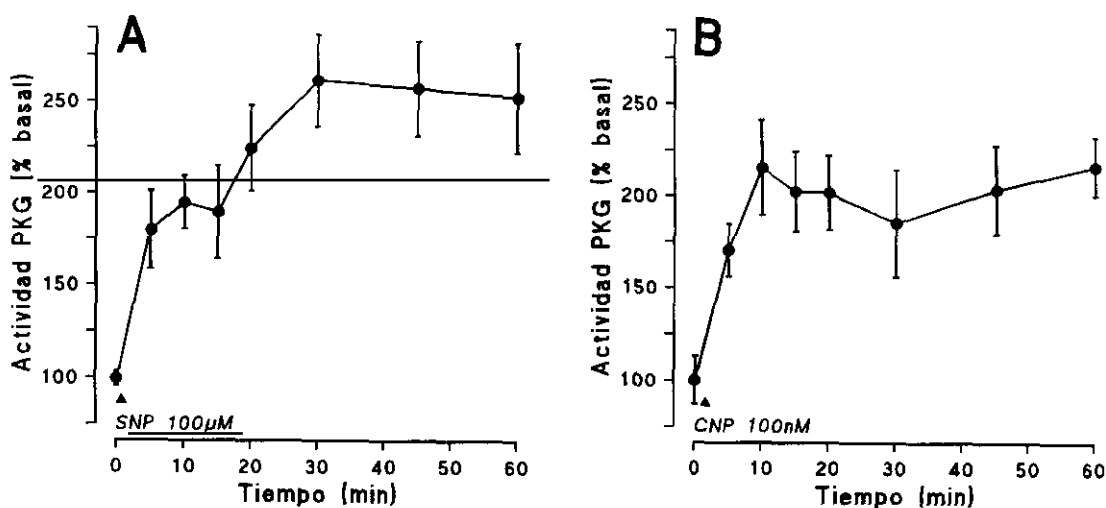 A
Actividad PKG (% basal)
250
200
150
100
SNP 100µM
0 10 20 30 40 50 60
Tiempo (min)
B
Actividad PKG (% basal)
250
200
150
100
CNP 100nM
0 10 20 30 40 50 60
Tiempo (min)